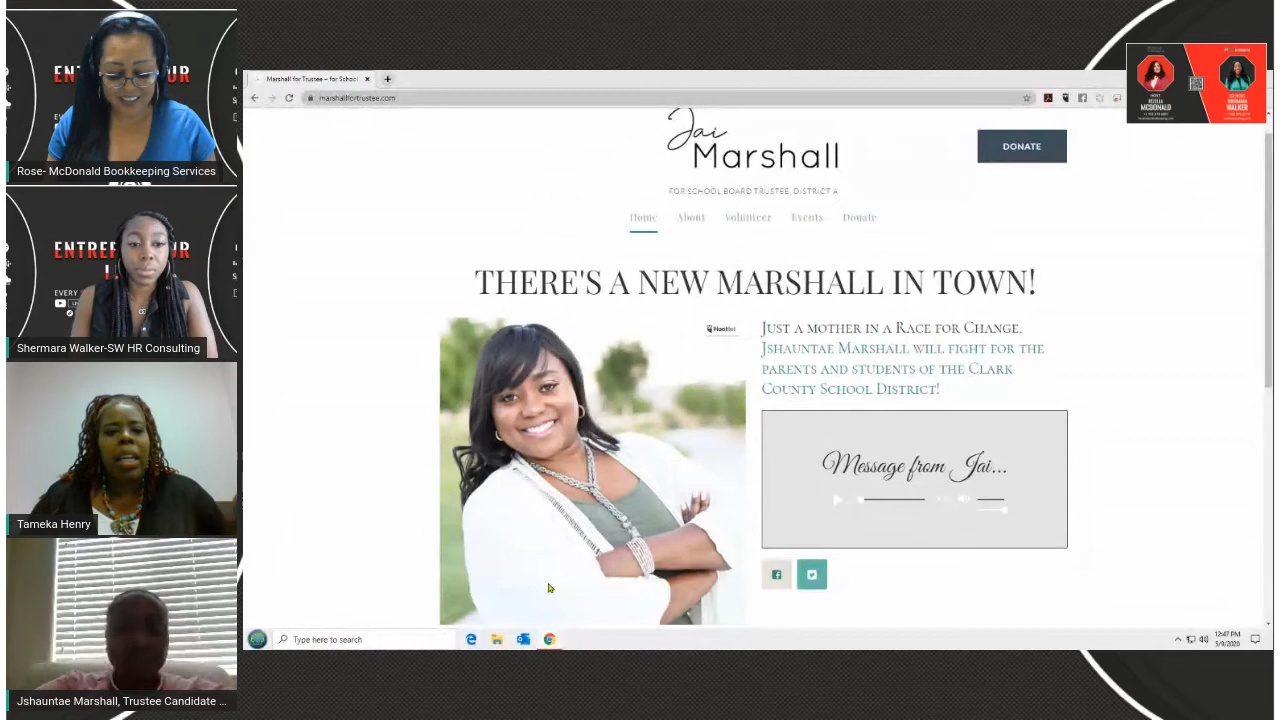 Rose- McDonald Bookkeeping Services
Shermara Walker-SW HR Consulting
Tameka Henry
Jshauntae Marshall, Trustee Candidate ...
Marshall for Trustee – for School
marshallfortrustee.com
Jai
Marshall
FOR SCHOOL BOARD TRUSTEE, DISTRICT A
DONATE
Home About Volunteer Events Donate
THERE'S A NEW MARSHALL IN TOWN!
Just a mother in a Race for Change.
Jshauntae Marshall will fight for the
parents and students of the Clark
County School District!
Message from Jai...
Type here to search
12:47 PM
HOST
MCDONALD
WALKER